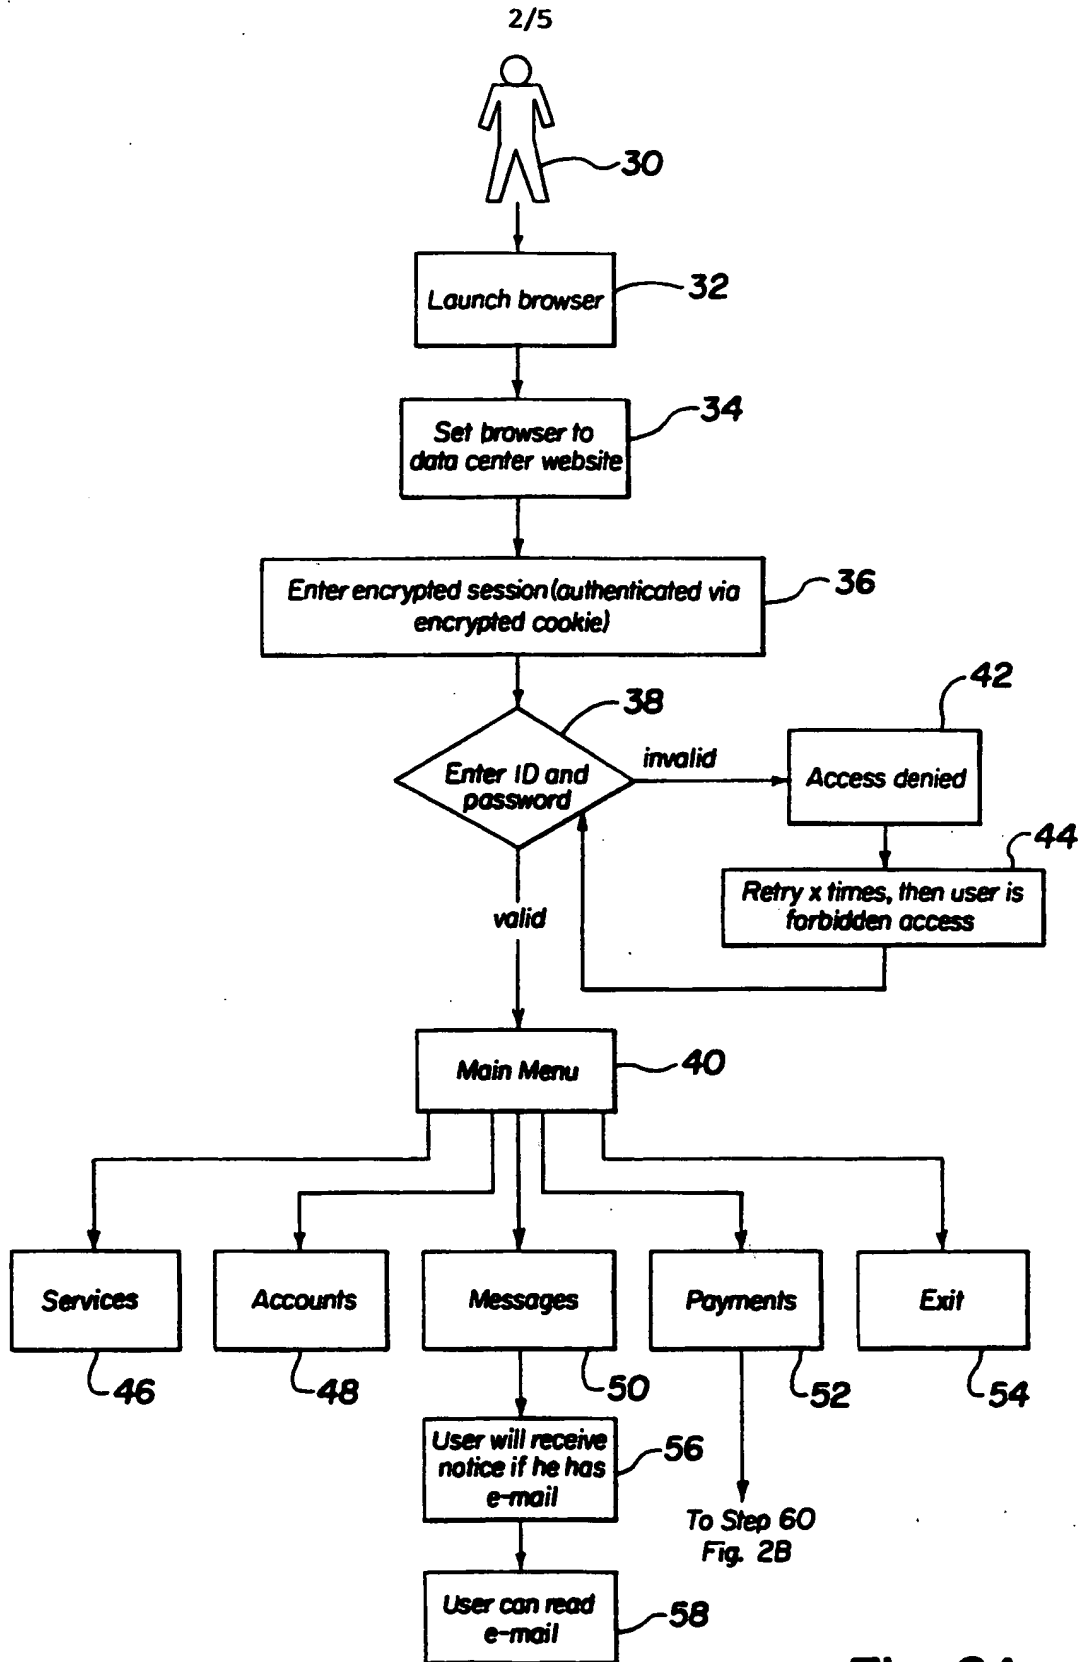 2/5
30
Launch browser
32
Set browser to
data center website
34
Enter encrypted session (authenticated via
encrypted cookie)
36
38
Enter ID and
password
invalid
42
Access denied
44
Retry x times, then user is
forbidden access
valid
Main Menu
40
Services
Accounts
Messages
Payments
Exit
46
48
50
52
54
User will receive
notice if he has
e-mail
56
To Step 60
Fig. 2B
User can read
e-mail
58